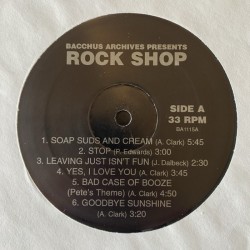 BACCHUS ARCHIVES PRESENTS
ROCK SHOP
SIDE A
33 RPM
BA1115A
1. SOAP SUDS AND CREAM (A. Clark) 5:45
2. STOP (P. Edwards) 3:00
3. LEAVING JUST ISN'T FUN (J. Dalbeck) 2:30
4. YES, I LOVE YOU (A. Clark) 3:45
5. BAD CASE OF BOOZE
(Pete's Theme) (A. Clark) 4:50
6. GOODBYE SUNSHINE
(A. Clark) 3:20